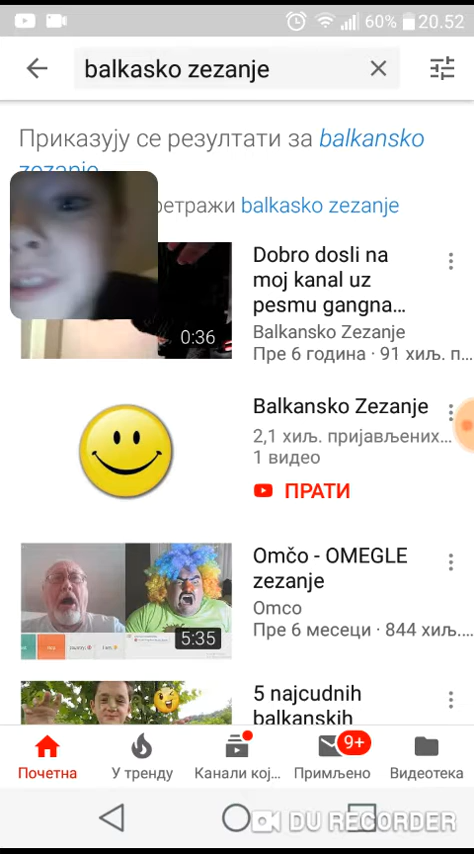 60% 20.52
balkasko zezanje
Приказују се резултати за balkansko
zezanje
balkasko zezanje
Dobro dosli na
moj kanal uz
pesmu gangna...
Balkansko Zezanje
Пре 6 година · 91 хиљ. п...
0:36
Balkansko Zezanje
2,1 хиљ. пријављених...
1 видео
ПРАТИ
Omčo - OMEGLE
zezanje
Omco
Пре 6 месеци · 844 хиљ....
5:35
5 najcudnih
balkanskih
9+
Почетна У тренду Канали кој... Примљено Видеотека
DU RECORDER